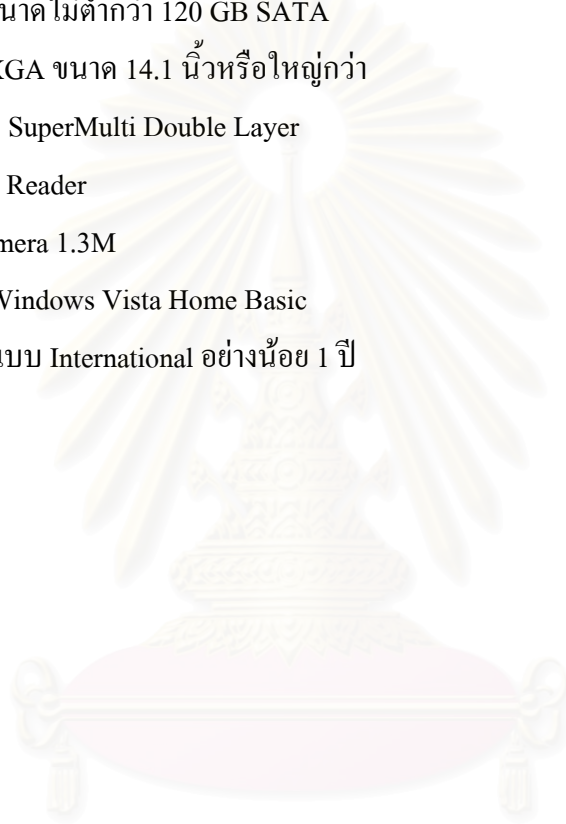 นาดไม่ต่ำกว่า 120 GB SATA
XGA ขนาด 14.1 นิ้วหรือใหญ่กว่า
SuperMulti Double Layer
Reader
mera 1.3M
Windows Vista Home Basic
แบบ International อย่างน้อย 1 ปี